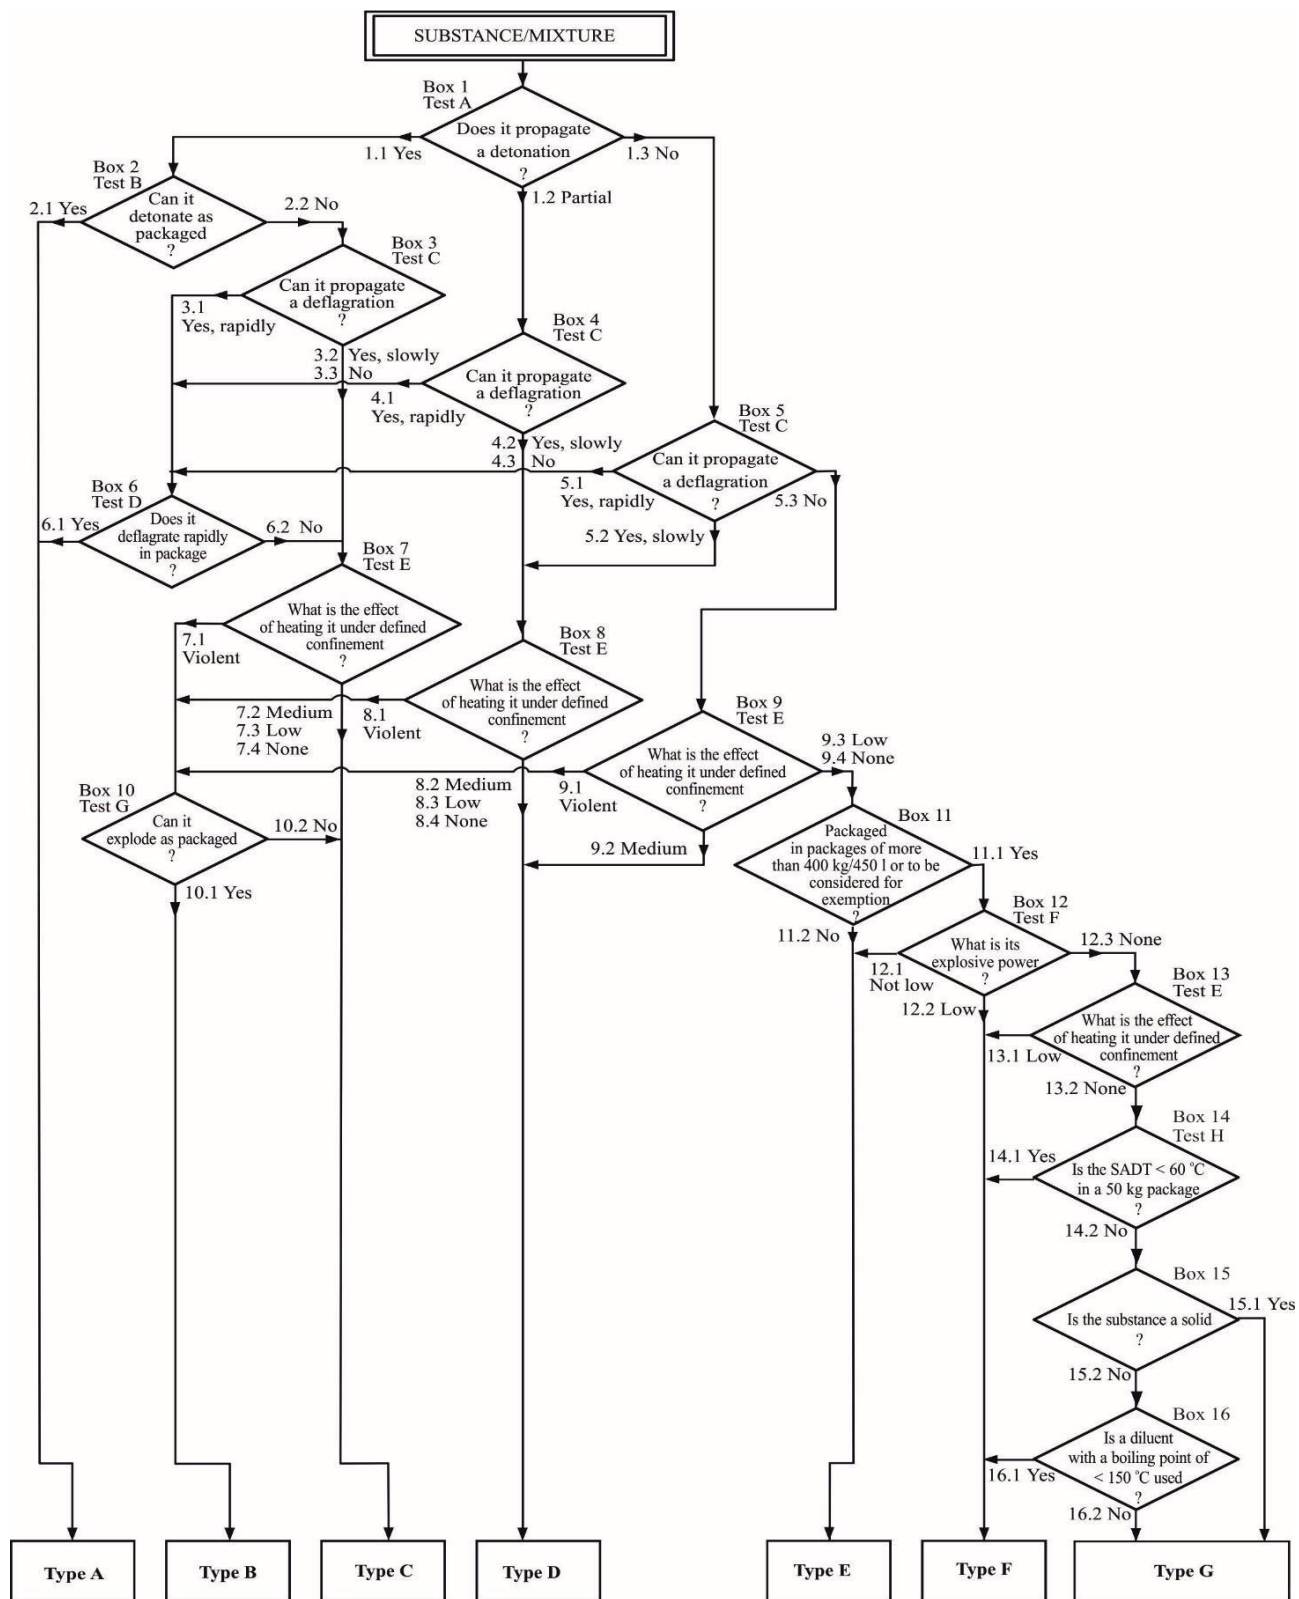 SUBSTANCE/MIXTURE
Box 1
Test A
Does it propagate
a detonation
?
1.1 Yes
1.3 No
1.2 Partial
Box 2
Test B
Can it
detonate as
packaged
?
2.1 Yes
2.2 No
Box 3
Test C
Can it propagate
a deflagration
?
3.1
Yes, rapidly
3.2 Yes, slowly
3.3 No
Box 4
Test C
Can it propagate
a deflagration
?
4.1
Yes, rapidly
4.2 Yes, slowly
4.3 No
Box 5
Test C
Can it propagate
a deflagration
?
5.1
Yes, rapidly
5.3 No
5.2 Yes, slowly
Box 6
Test D
Does it
deflagrate rapidly
in package
?
6.1 Yes
6.2 No
Box 7
Test E
What is the effect
of heating it under defined
confinement
?
7.1
Violent
7.2 Medium
7.3 Low
7.4 None
Box 8
Test E
What is the effect
of heating it under defined
confinement
?
8.1
Violent
8.2 Medium
8.3 Low
8.4 None
Box 9
Test E
What is the effect
of heating it under defined
confinement
?
9.1
Violent
9.3 Low
9.4 None
9.2 Medium
Box 10
Test G
Can it
explode as packaged
?
10.2 No
10.1 Yes
Box 11
Packaged
in packages of more
than 400 kg/450 l or to be
considered for
exemption
?
11.1 Yes
11.2 No
Box 12
Test F
What is its
explosive power
?
12.3 None
12.1
Not low
12.2 Low
Box 13
Test E
What is the effect
of heating it under defined
confinement
?
13.1 Low
13.2 None
Box 14
Test H
Is the SADT < 60 °C
in a 50 kg package
?
14.1 Yes
14.2 No
Box 15
Is the substance a solid
?
15.1 Yes
15.2 No
Box 16
Is a diluent
with a boiling point of
< 150 °C used
?
16.1 Yes
16.2 No
Type A
Type B
Type C
Type D
Type E
Type F
Type G